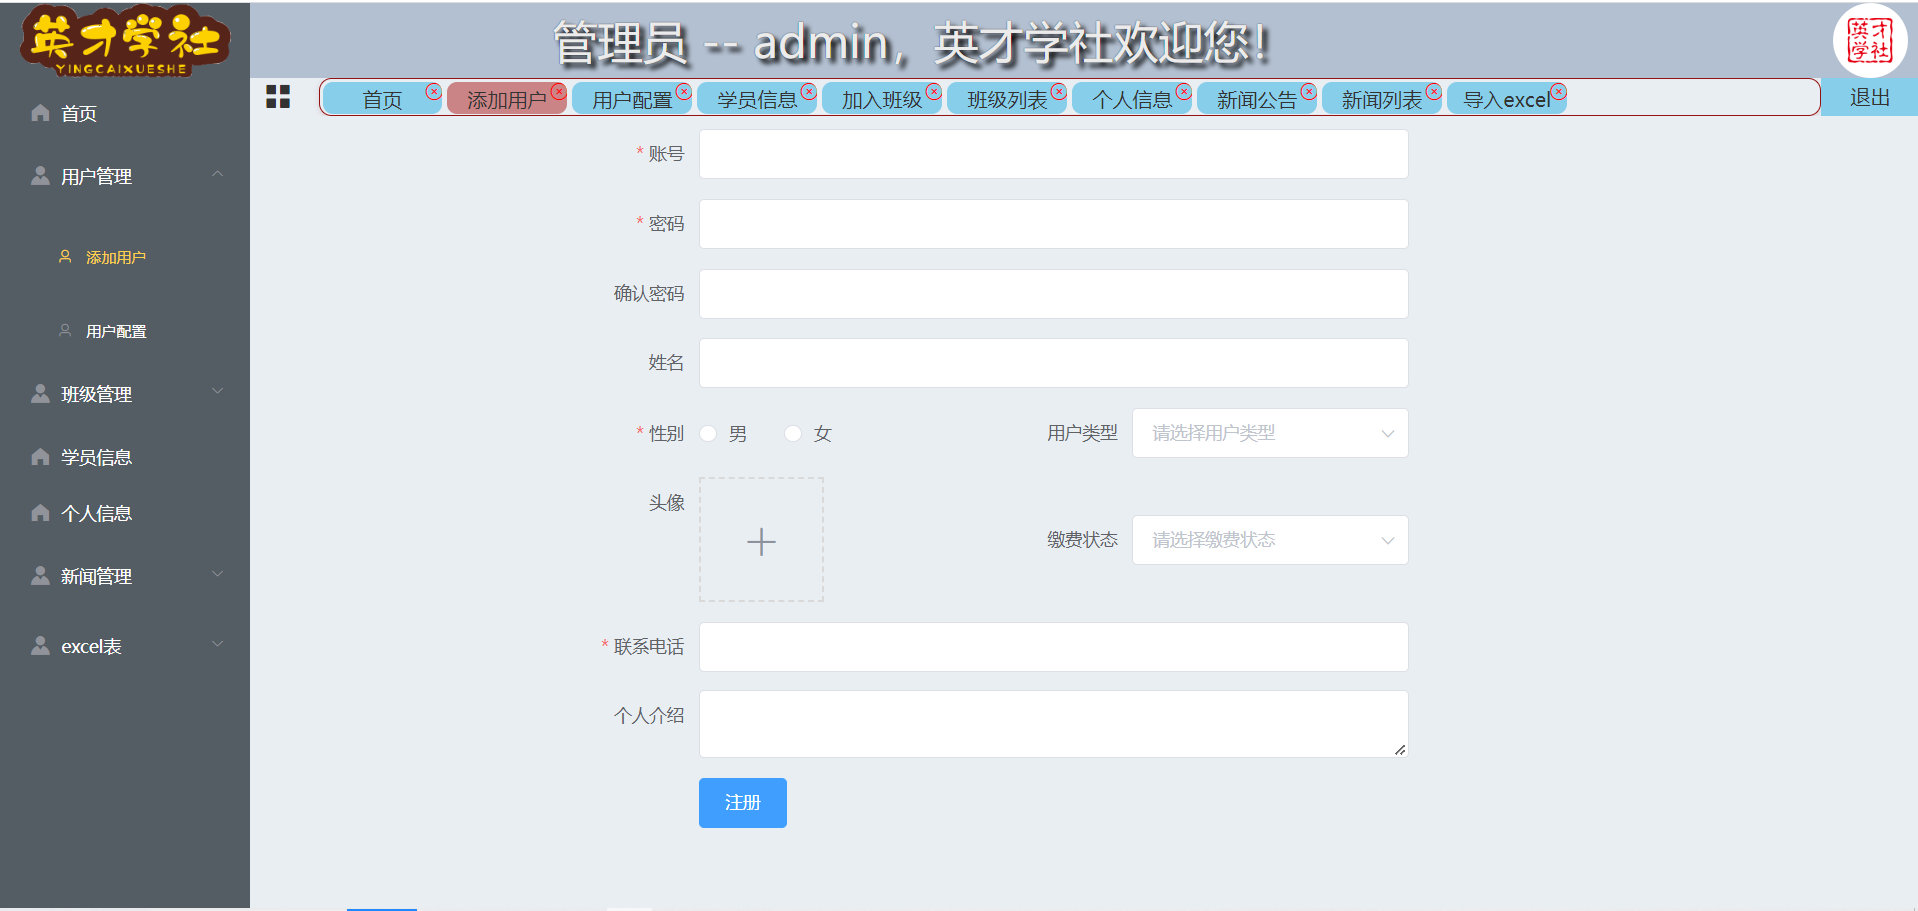 英才学社
YINGCAIXUESHE
管理员 -- admin，英才学社欢迎您！
英才
学社
首页
添加用户
用户配置
学员信息
加入班级
班级列表
个人信息
新闻公告
新闻列表
导入excel
退出
首页
用户管理
添加用户
用户配置
班级管理
学员信息
个人信息
新闻管理
excel表
* 账号
* 密码
确认密码
姓名
* 性别 男 女
用户类型 请选择用户类型
头像
缴费状态 请选择缴费状态
* 联系电话
个人介绍
注册